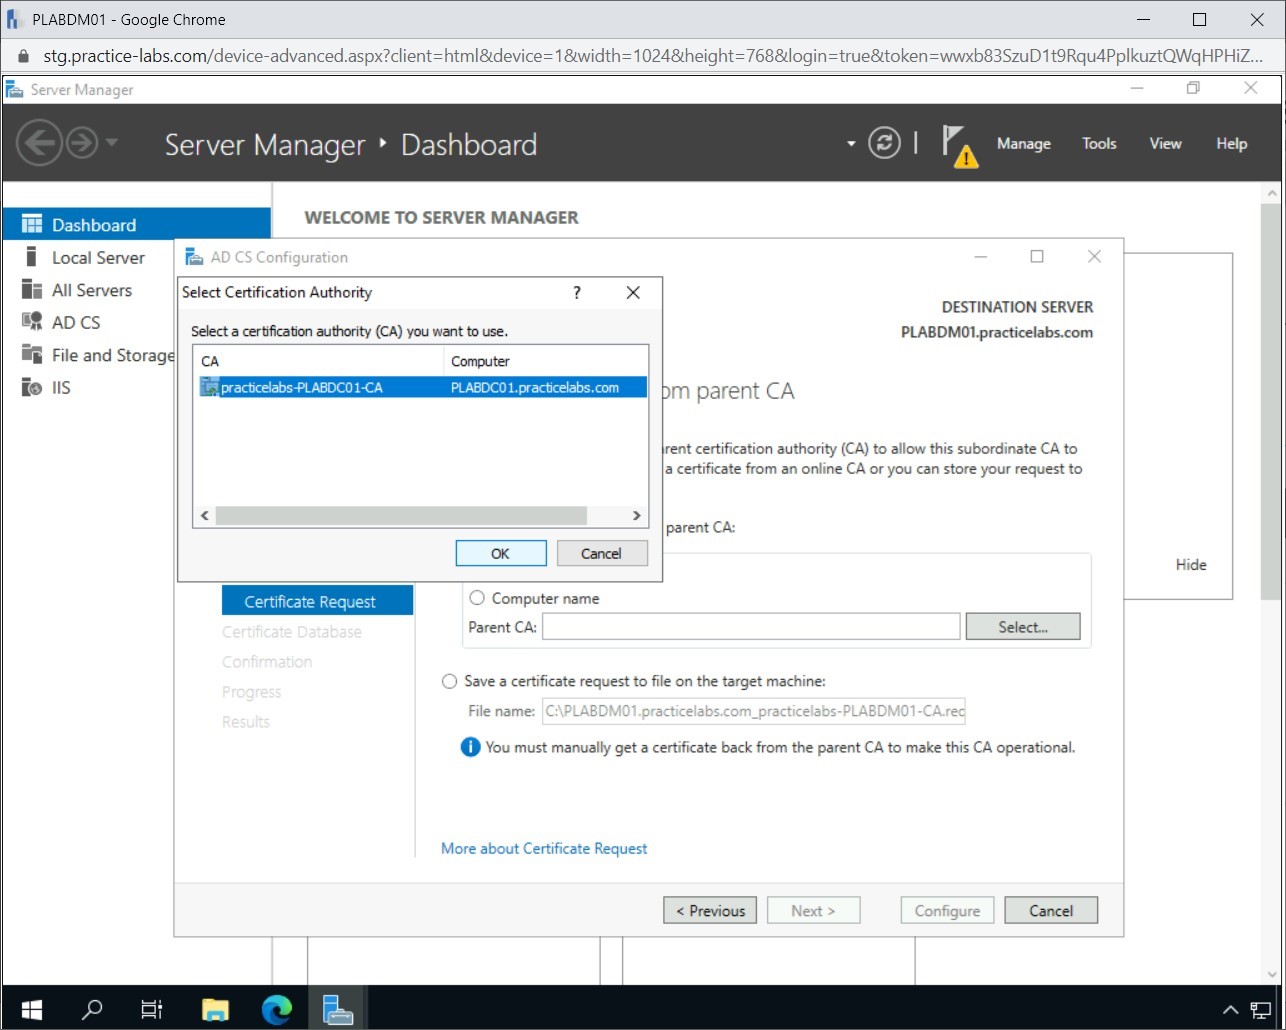 PLABDM01 - Google Chrome
stg.practice-labs.com/device-advanced.aspx?client=html&device=1&width=1024&height=768&login=true&token=wwxb83SzuD1t9Rqu4PplkuztQWqHPHiZ...
Server Manager
Server Manager Dashboard
Manage Tools View Help
Dashboard
Local Server
All Servers
AD CS
File and Storage
IIS
WELCOME TO SERVER MANAGER
AD CS Configuration
DESTINATION SERVER
PLABDM01.practicelabs.com
Select Certification Authority
?
Select a certification authority (CA) you want to use.
CA Computer
practicelabs-PLABDC01-CA PLABDC01.practicelabs.com
OK Cancel
om parent CA
rent certification authority (CA) to allow this subordinate CA to
a certificate from an online CA or you can store your request to
parent CA:
Hide
Certificate Request
Certificate Database
Confirmation
Progress
Results
Computer name
Parent CA: Select...
Save a certificate request to file on the target machine:
File name: C:\PLABDM01.practicelabs.com_practicelabs-PLABDM01-CA.req
You must manually get a certificate back from the parent CA to make this CA operational.
More about Certificate Request
< Previous Next > Configure Cancel